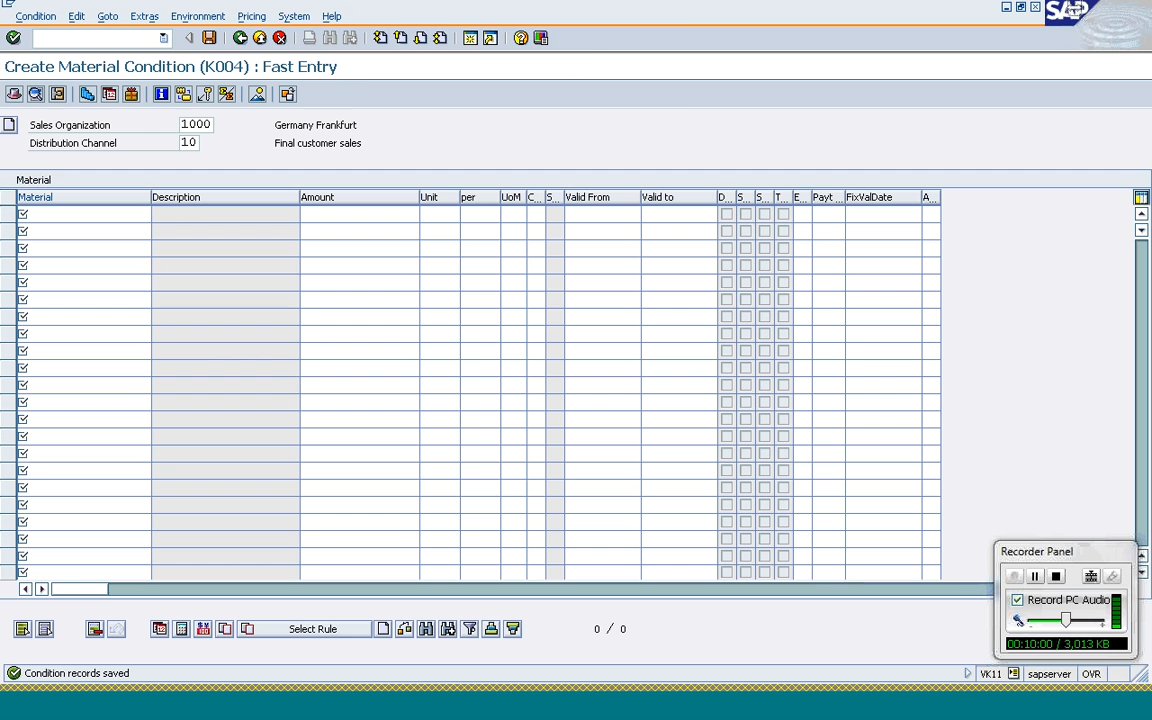 Condition Edit Goto Extras Environment Pricing System Help
SAP
Create Material Condition (K004) : Fast Entry
Sales Organization 1000 Germany Frankfurt
Distribution Channel 10 Final customer sales
Material
Material Description Amount Unit per UoM C... S... Valid From Valid to D... S... S... T... E... Payt ... FixValDate A...
Recorder Panel
Record PC Audio
00:10:00 / 3,013 KB
Select Rule 0 / 0
Condition records saved VK11 sapserver OVR